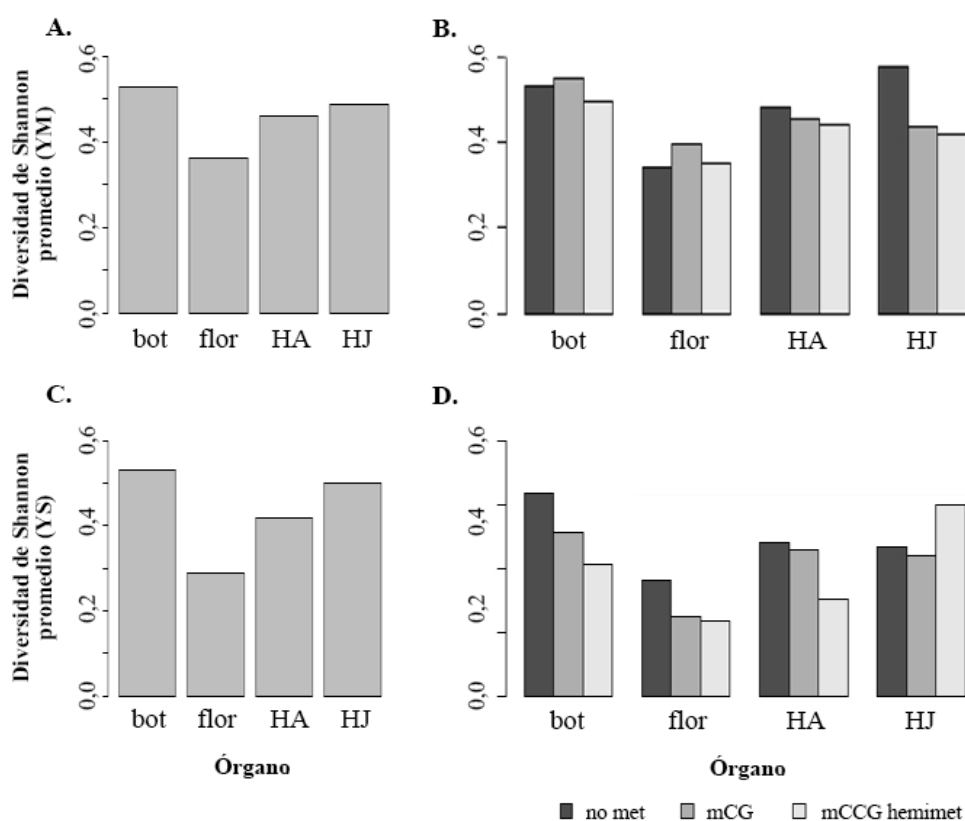 A.
Diversidad de Shannon
promedio (YM)
0,0
0,2
0,4
0,6
bot flor HA HJ
B.
0,0
0,2
0,4
0,6
bot flor HA HJ
C.
Diversidad de Shannon
promedio (YS)
0,0
0,2
0,4
0,6
bot flor HA HJ
Órgano
D.
0,0
0,2
0,4
0,6
bot flor HA HJ
Órgano
no met mCG mCCG hemimet